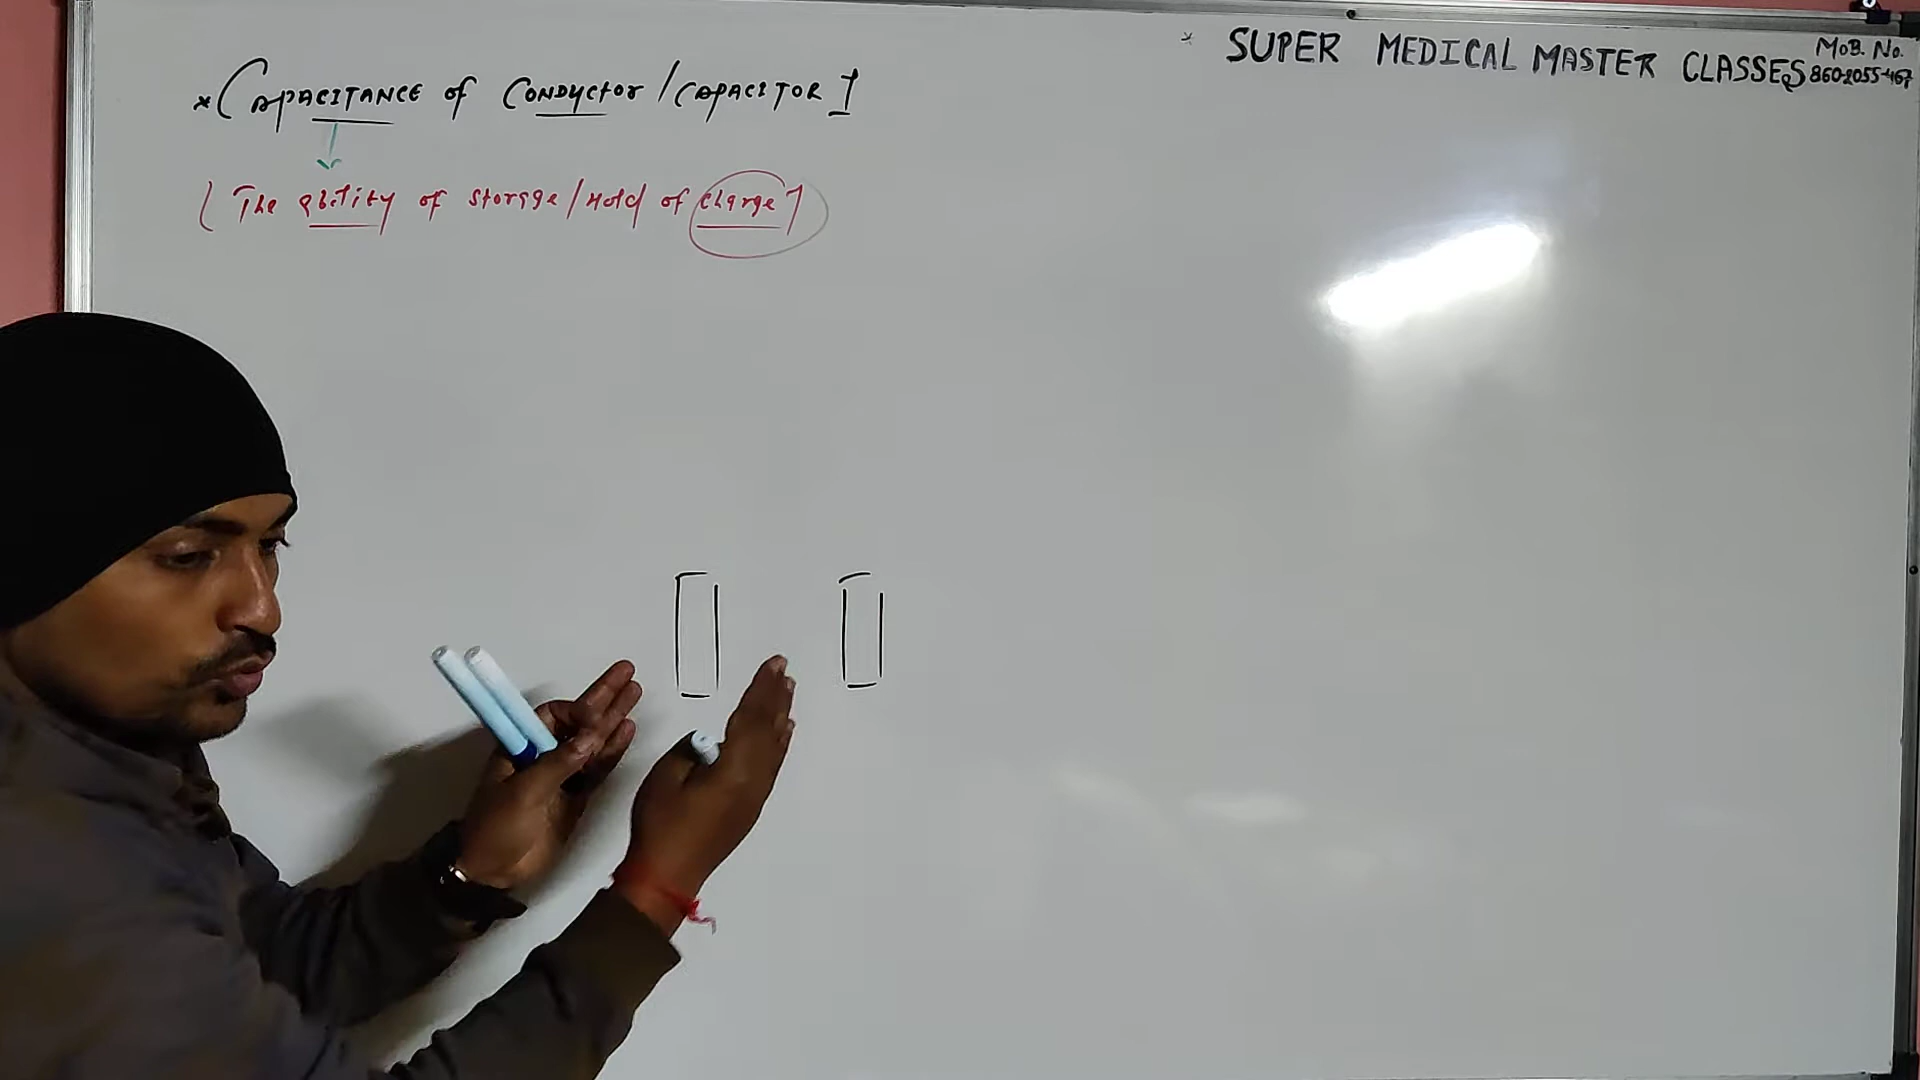 * SUPER MEDICAL MASTER CLASSES
MOB. No.
860-2055-467
* CAPACITANCE of CONDUCTOR / CAPACITOR ]
( The ability of storage / Hold of charge ]